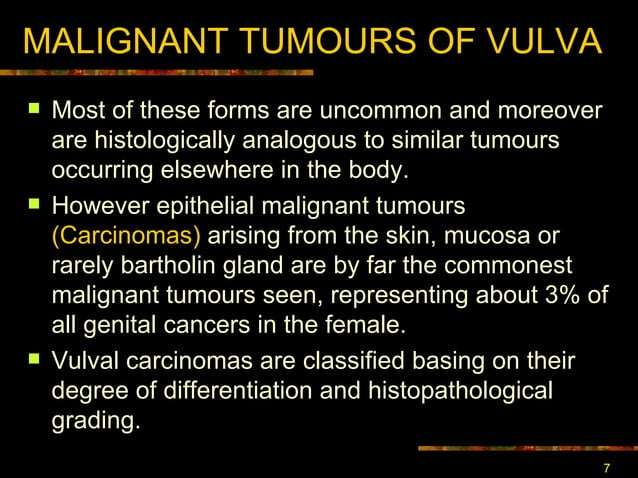 MALIGNANT TUMOURS OF VULVA
Most of these forms are uncommon and moreover
are histologically analogous to similar tumours
occurring elsewhere in the body.
However epithelial malignant tumours
(Carcinomas) arising from the skin, mucosa or
rarely bartholin gland are by far the commonest
malignant tumours seen, representing about 3% of
all genital cancers in the female.
Vulval carcinomas are classified basing on their
degree of differentiation and histopathological
grading.
7